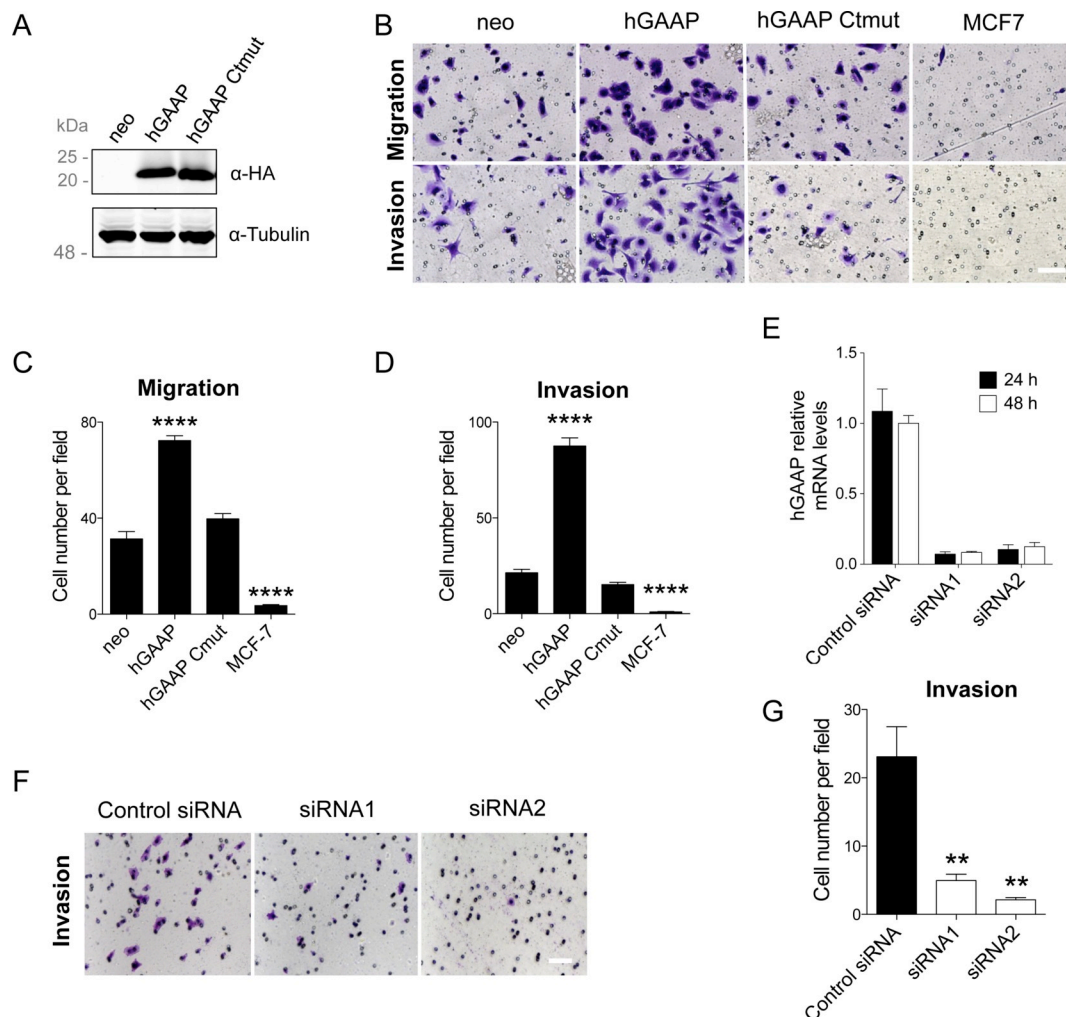 A
neo
hGAAP
hGAAP Ctmut
kDa
25 -
20 -
α-HA
48 -
α-Tubulin
B
neo
hGAAP
hGAAP Ctmut
MCF7
Migration
Invasion
C
Migration
Cell number per field
80
40
0
****
****
neo
hGAAP
hGAAP Cmut
MCF-7
D
Invasion
Cell number per field
100
50
0
****
****
neo
hGAAP
hGAAP Cmut
MCF-7
E
hGAAP relative
mRNA levels
1.5
1.0
0.5
0.0
24 h
48 h
Control siRNA
siRNA1
siRNA2
F
Control siRNA
siRNA1
siRNA2
Invasion
G
Invasion
Cell number per field
30
20
10
0
**
**
Control siRNA
siRNA1
siRNA2